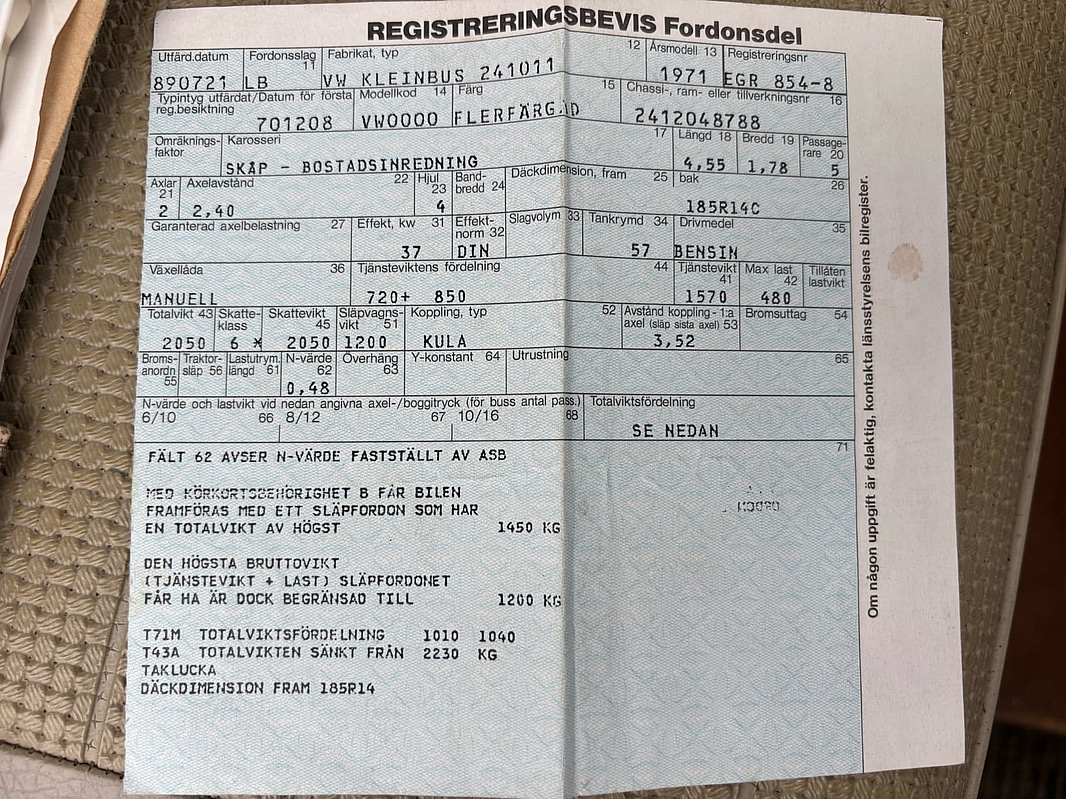 REGISTRERINGSBEVIS Fordonsdel
Utfärd.datum Fordonsslag 11 Fabrikat, typ 12 Årsmodell 13 Registreringsnr
890721 LB VW KLEINBUS 241011 1971 EGR 854-8
Typintyg utfärdat/Datum för första reg.besiktning Modellkod 14 Färg 15 Chassi-, ram- eller tillverkningsnr 16
701208 VW0000 FLERFÄRGAD 2412048788
Omräknings-faktor Karosseri 17 Längd 18 Bredd 19 Passage-rare 20
SKÅP - BOSTADSINREDNING 4,55 1,78 5
Axlar 21 Axelavstånd 22 Hjul 23 Band-bredd 24 Däckdimension, fram 25 bak 26
2 2,40 4 185R14C
Garanterad axelbelastning 27 Effekt, kw 31 Effekt-norm 32 Slagvolym 33 Tankrymd 34 Drivmedel 35
37 DIN 57 BENSIN
Växellåda 36 Tjänsteviktens fördelning 44 Tjänstevikt 41 Max last 42 Tillåten lastvikt
MANUELL 720+ 850 1570 480
Totalvikt 43 Skatte-klass Skattevikt 45 Släpvagns-vikt 51 Koppling, typ 52 Avstånd koppling - 1:a axel (släp sista axel) 53 Bromsuttag 54
2050 6 * 2050 1200 KULA 3,52
Broms-anordn 55 Traktor-släp 56 Lastutrym. längd 61 N-värde 62 Överhäng 63 Y-konstant 64 Utrustning 65
0,48
N-värde och lastvikt vid nedan angivna axel-/boggitryck (för buss antal pass.) Totalviktsfördelning
6/10 66 8/12 67 10/16 68
SE NEDAN
71
FÄLT 62 AVSER N-VÄRDE FASTSTÄLLT AV ASB
MED KÖRKORTSBEHÖRIGHET B FÅR BILEN
FRAMFÖRAS MED ETT SLÄPFORDON SOM HAR
EN TOTALVIKT AV HÖGST 1450 KG
DEN HÖGSTA BRUTTOVIKT
(TJÄNSTEVIKT + LAST) SLÄPFORDONET
FÅR HA ÄR DOCK BEGRÄNSAD TILL 1200 KG
T71M TOTALVIKTSFÖRDELNING 1010 1040
T43A TOTALVIKTEN SÄNKT FRÅN 2230 KG
TAKLUCKA
DÄCKDIMENSION FRAM 185R14
Om någon uppgift är felaktig, kontakta länsstyrelsens bilregister.